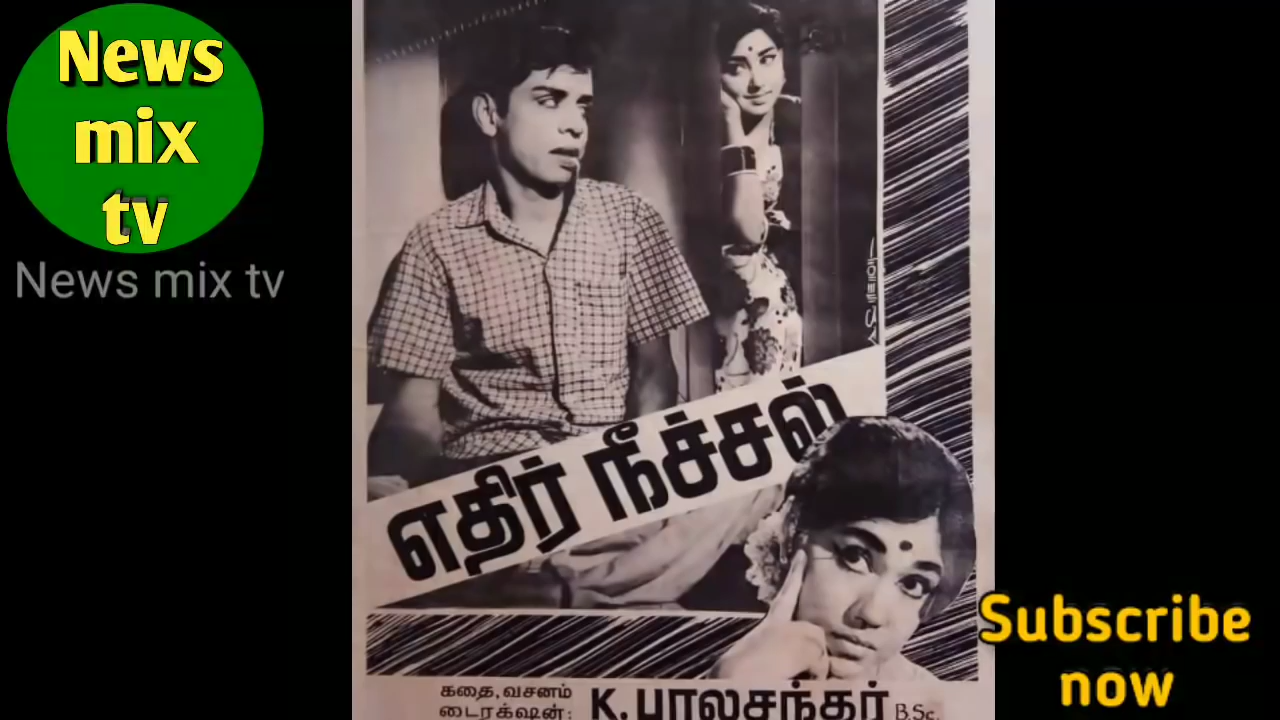 News
mix
tv
News mix tv
எதிர் நீச்சல்
கதை, வசனம்
டைரக்ஷன்:
K. பாலசந்தர் B.Sc.
Subscribe
now